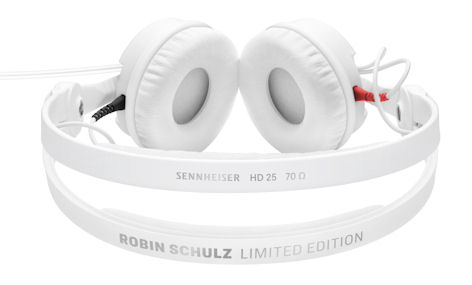 SENNHEISER HD 25 70 Ω
ROBIN SCHULZ LIMITED EDITION